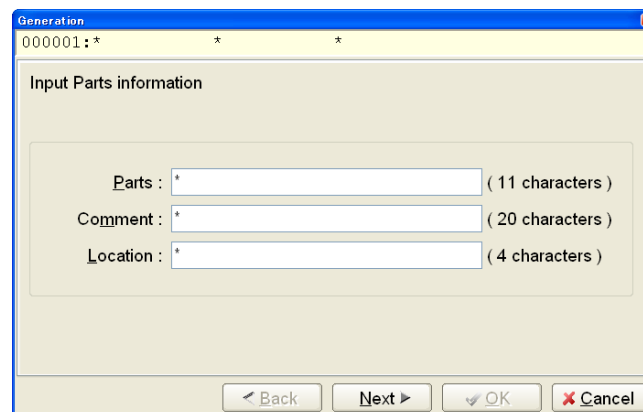 Generation
000001:* * *
Input Parts information
Parts : * ( 11 characters )
Comment : * ( 20 characters )
Location : * ( 4 characters )
Back Next OK Cancel